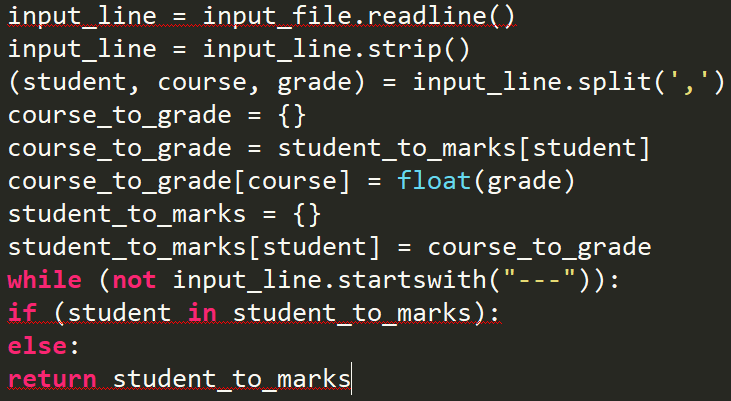 input_line = input_file.readline()
input_line = input_line.strip()
(student, course, grade) = input_line.split(',')
course_to_grade = {}
course_to_grade = student_to_marks[student]
course_to_grade[course] = float(grade)
student_to_marks = {}
student_to_marks[student] = course_to_grade
while (not input_line.startswith("---")):
if (student in student_to_marks):
else:
return student_to_marks